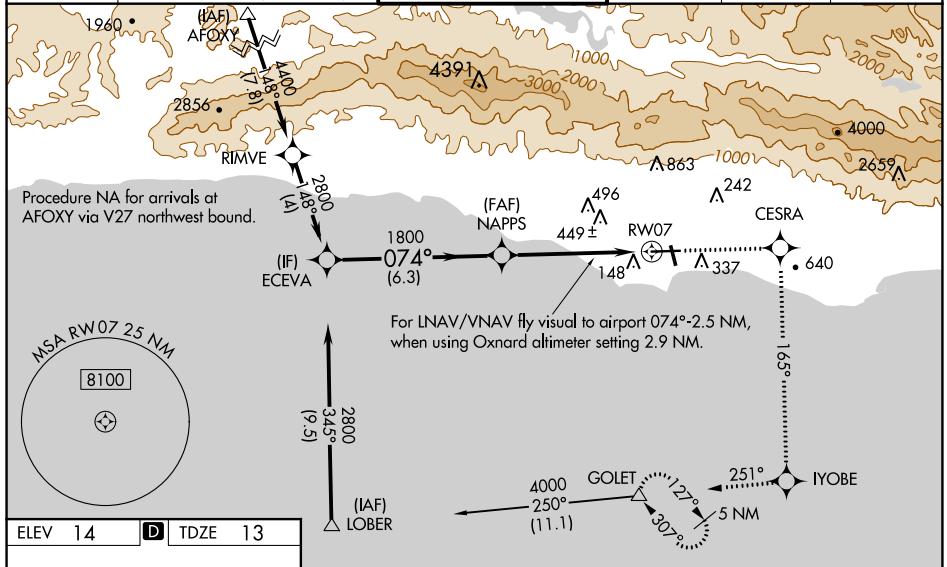 1960
(IAF)
AFOXY
4400
148°
(7.8)
4391
1000
2000
3000
2000
2856
4000
RIMVE
863
1000
2659
2800
148°
(4)
Procedure NA for arrivals at
AFOXY via V27 northwest bound.
496
242
(FAF)
NAPPS
449±
RW07
CESRA
1800
074°
(6.3)
(IF)
ECEVA
148
337
640
For LNAV/VNAV fly visual to airport 074°-2.5 NM,
when using Oxnard altimeter setting 2.9 NM.
MSA RW07 25 NM
8100
165°
2800
345°
(9.5)
GOLET
127°
307°
5 NM
251°
IYOBE
4000
250°
(11.1)
(IAF)
LOBER
ELEV 14 D TDZE 13